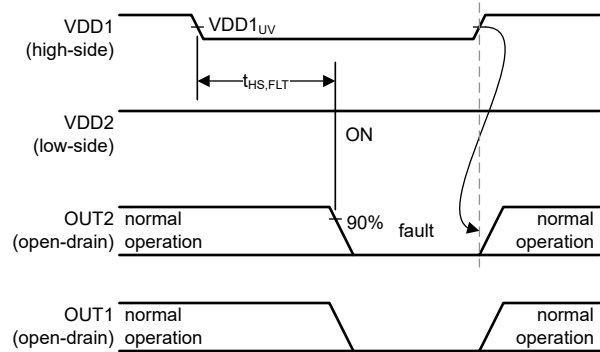 VDD1
(high-side)
VDD1UV
tHS,FLT
VDD2
(low-side)
ON
OUT2
(open-drain)
normal
operation
90%
fault
normal
operation
OUT1
(open-drain)
normal
operation
normal
operation